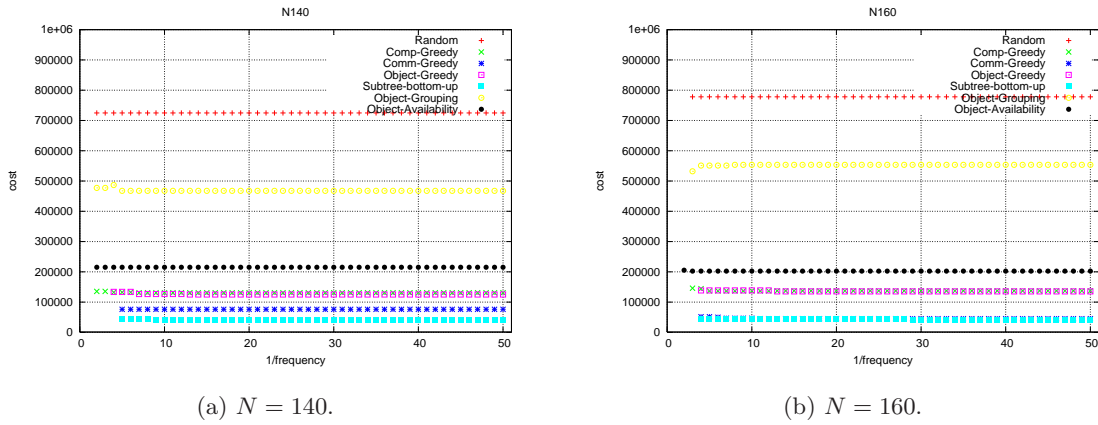 N140
1e+06
900000
800000
700000
600000
500000
400000
300000
200000
100000
0
cost
0 10 20 30 40 50
1/frequency
Random
Comp-Greedy
Comm-Greedy
Object-Greedy
Subtree-bottom-up
Object-Grouping
Object-Availability
(a) N = 140.
N160
1e+06
900000
800000
700000
600000
500000
400000
300000
200000
100000
0
cost
0 10 20 30 40 50
1/frequency
Random
Comp-Greedy
Comm-Greedy
Object-Greedy
Subtree-bottom-up
Object-Grouping
Object-Availability
(b) N = 160.